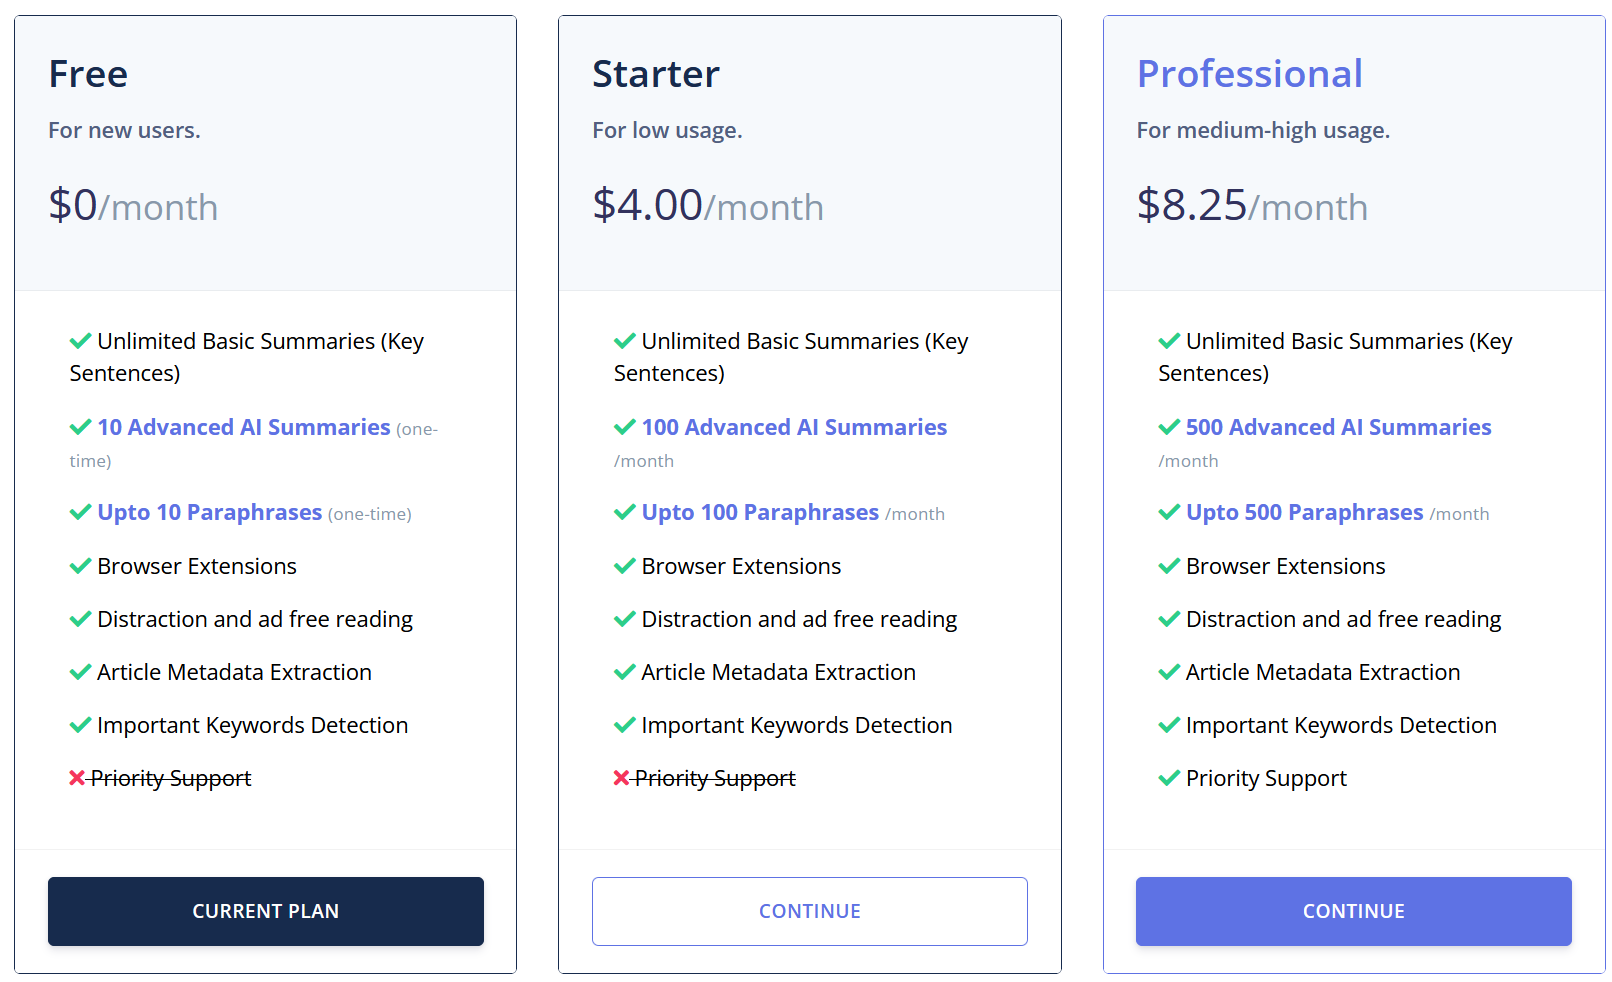 Free
For new users.
$0/month
Unlimited Basic Summaries (Key
Sentences)
10 Advanced AI Summaries (one-
time)
Upto 10 Paraphrases (one-time)
Browser Extensions
Distraction and ad free reading
Article Metadata Extraction
Important Keywords Detection
Priority Support
CURRENT PLAN
Starter
For low usage.
$4.00/month
Unlimited Basic Summaries (Key
Sentences)
100 Advanced AI Summaries
/month
Upto 100 Paraphrases /month
Browser Extensions
Distraction and ad free reading
Article Metadata Extraction
Important Keywords Detection
Priority Support
CONTINUE
Professional
For medium-high usage.
$8.25/month
Unlimited Basic Summaries (Key
Sentences)
500 Advanced AI Summaries
/month
Upto 500 Paraphrases /month
Browser Extensions
Distraction and ad free reading
Article Metadata Extraction
Important Keywords Detection
Priority Support
CONTINUE